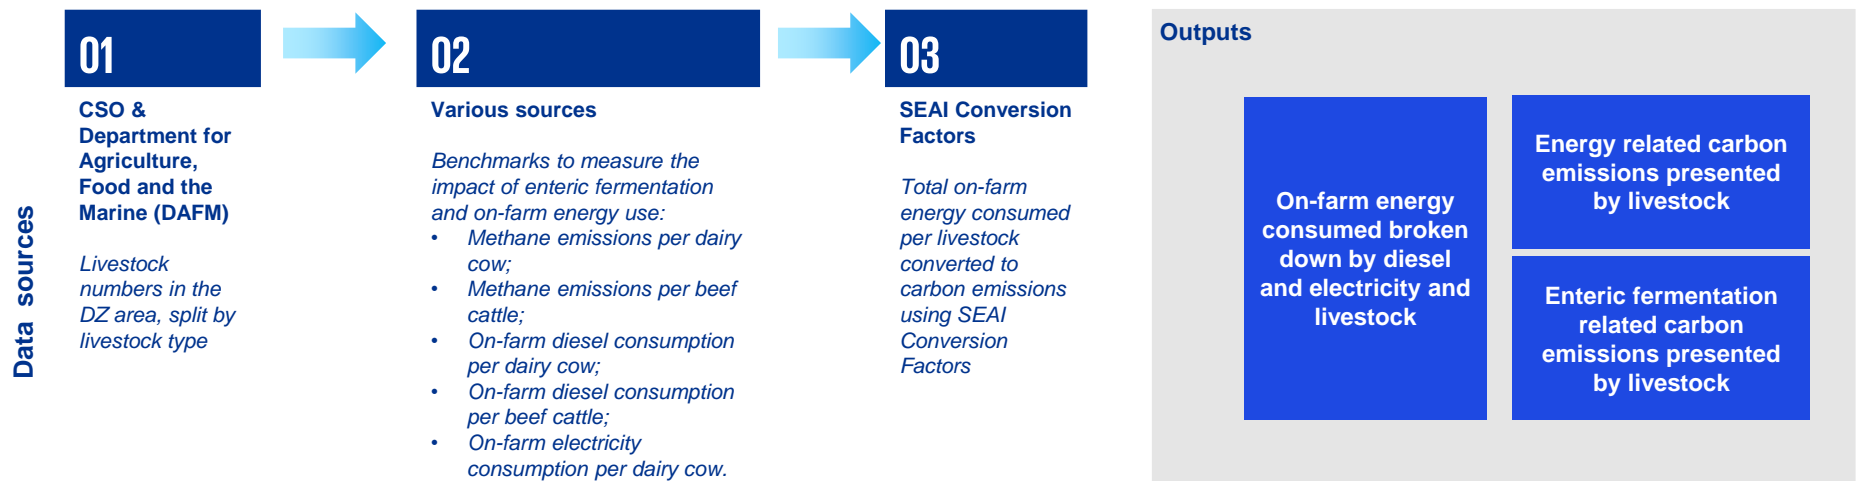 Data sources
01
CSO &
Department for
Agriculture,
Food and the
Marine (DAFM)
Livestock
numbers in the
DZ area, split by
livestock type
02
Various sources
Benchmarks to measure the
impact of enteric fermentation
and on-farm energy use:
• Methane emissions per dairy
cow;
• Methane emissions per beef
cattle;
• On-farm diesel consumption
per dairy cow;
• On-farm diesel consumption
per beef cattle;
• On-farm electricity
consumption per dairy cow.
03
SEAI Conversion
Factors
Total on-farm
energy consumed
per livestock
converted to
carbon emissions
using SEAI
Conversion
Factors
Outputs
On-farm energy
consumed broken
down by diesel
and electricity and
livestock
Energy related carbon
emissions presented
by livestock
Enteric fermentation
related carbon
emissions presented
by livestock